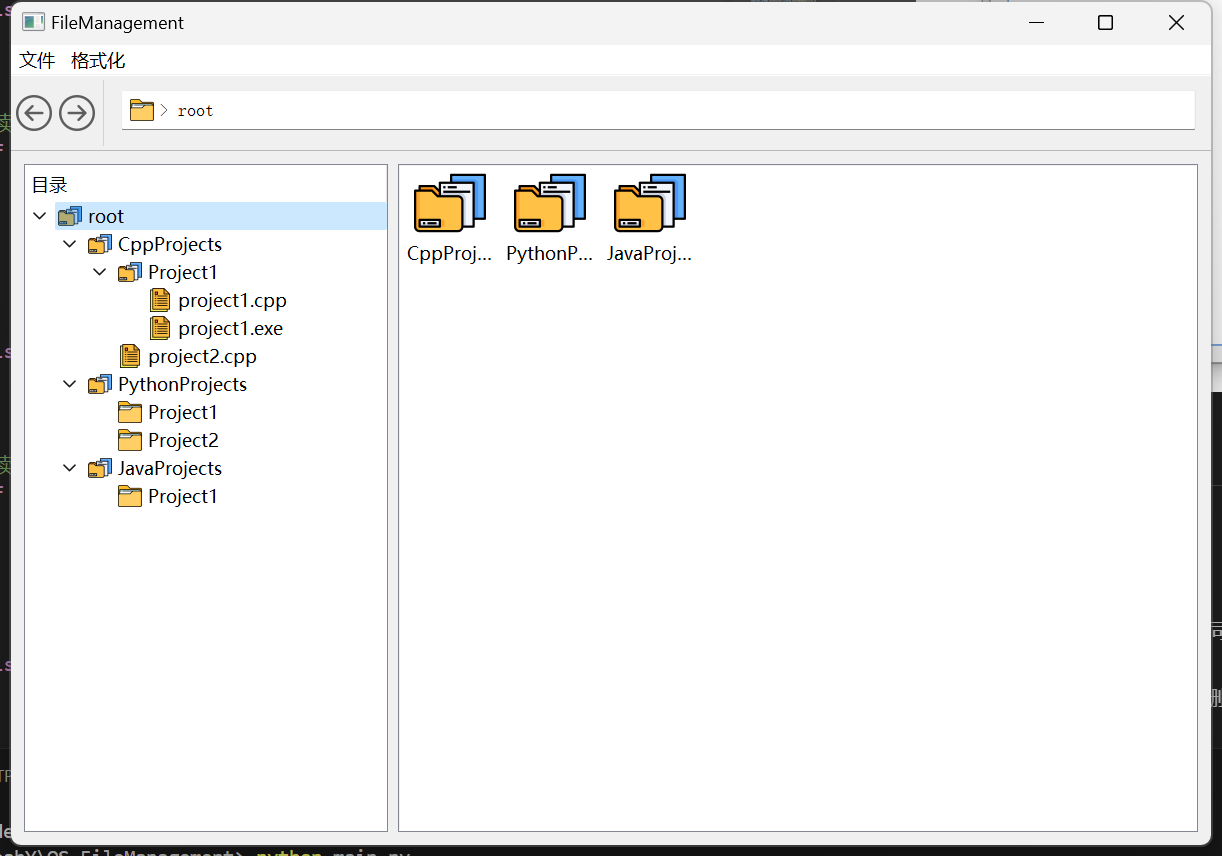 FileManagement
文件 格式化
root
目录
root
CppProjects
Project1
project1.cpp
project1.exe
project2.cpp
PythonProjects
Project1
Project2
JavaProjects
Project1
CppProj... PythonP... JavaProj...